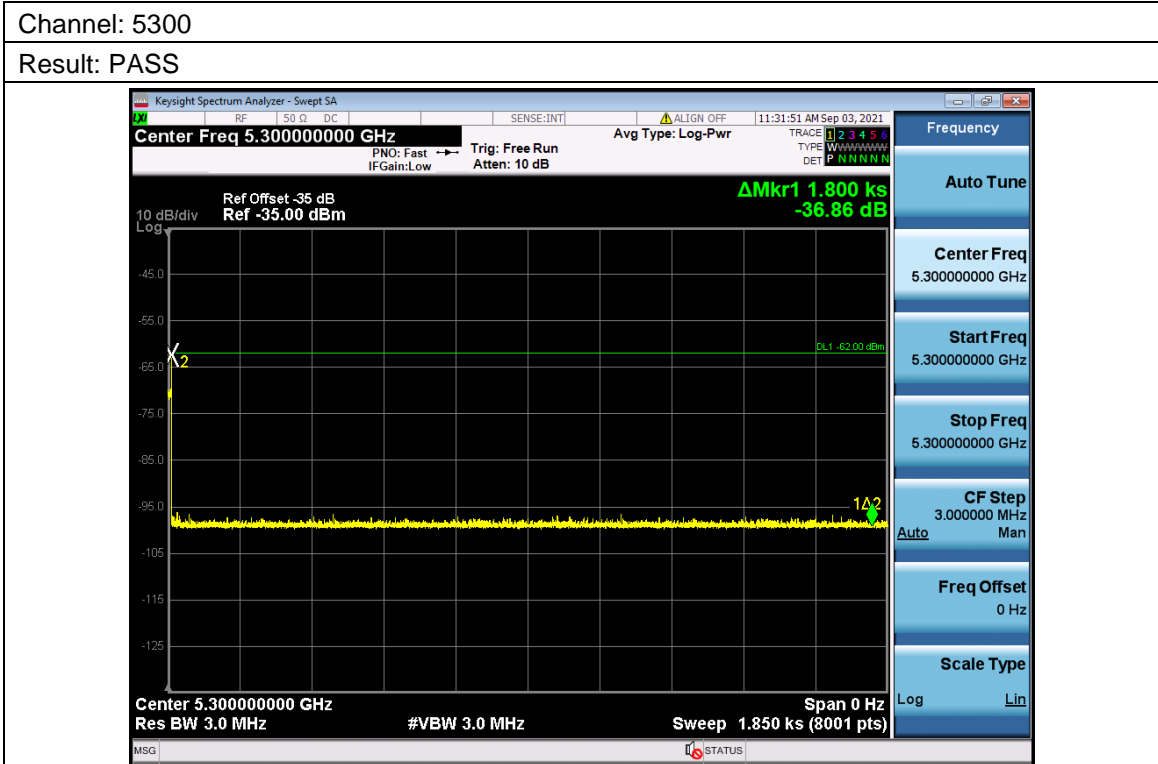 Channel: 5300
Result: PASS
Keysight Spectrum Analyzer - Swept SA
LXI RF 50 Ω DC SENSE:INT ALIGN OFF 11:31:51 AM Sep 03, 2021
Center Freq 5.300000000 GHz Avg Type: Log-Pwr TRACE 1 2 3 4 5 6
PNO: Fast Trig: Free Run TYPE W
IFGain:Low Atten: 10 dB DET P N N N N N
Frequency
Auto Tune
ΔMkr1 1.800 ks
-36.86 dB
Ref Offset -35 dB
10 dB/div Ref -35.00 dBm
Log
-45.0
-55.0
DL1 -62.00 dBm
2
-65.0
-75.0
-85.0
-95.0
1Δ2
-105
-115
-125
Center 5.300000000 GHz Span 0 Hz
Res BW 3.0 MHz #VBW 3.0 MHz Sweep 1.850 ks (8001 pts)
Center Freq
5.300000000 GHz
Start Freq
5.300000000 GHz
Stop Freq
5.300000000 GHz
CF Step
3.000000 MHz
Auto Man
Freq Offset
0 Hz
Scale Type
Log Lin
MSG STATUS